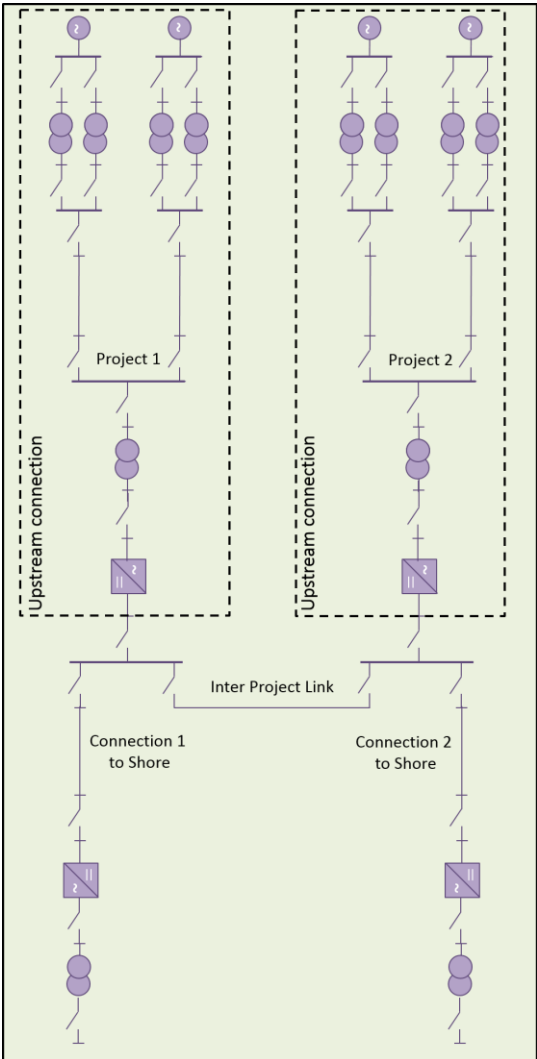 Project 1
Project 2
Upstream connection
Upstream connection
Inter Project Link
Connection 1
to Shore
Connection 2
to Shore